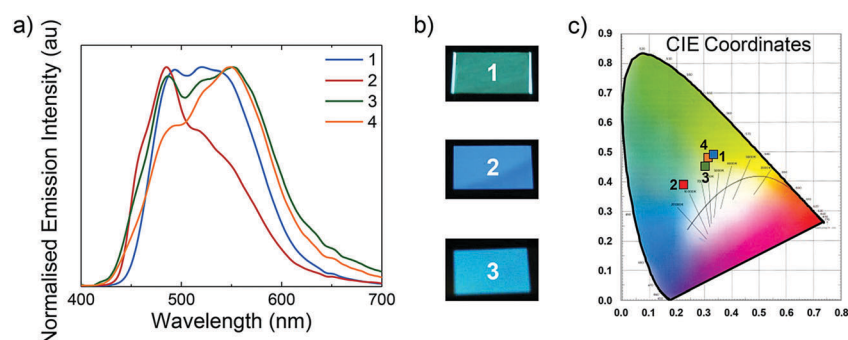 a)
Normalised Emission Intensity (au)
1
2
3
4
400 500 600 700
Wavelength (nm)
b)
1
2
3
c)
CIE Coordinates
0.9
0.8
0.7
0.6
0.5
0.4
0.3
0.2
0.1
0.0
4
1
3
2
0.0 0.1 0.2 0.3 0.4 0.5 0.6 0.7 0.8